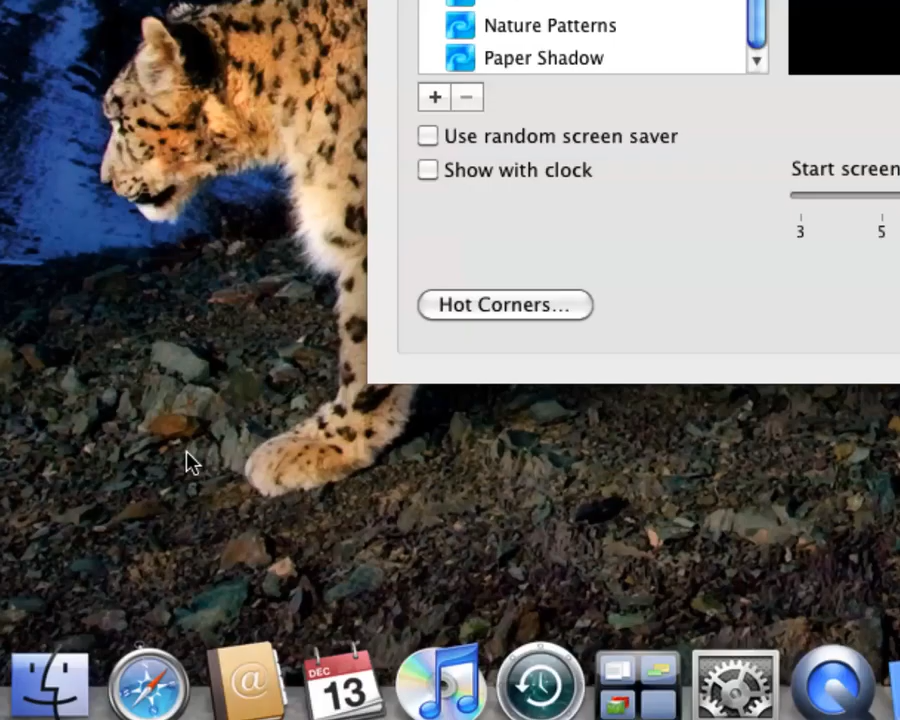 Nature Patterns
Paper Shadow
+ −
Use random screen saver
Show with clock
Start screen
3 5
Hot Corners...
@
DEC
13